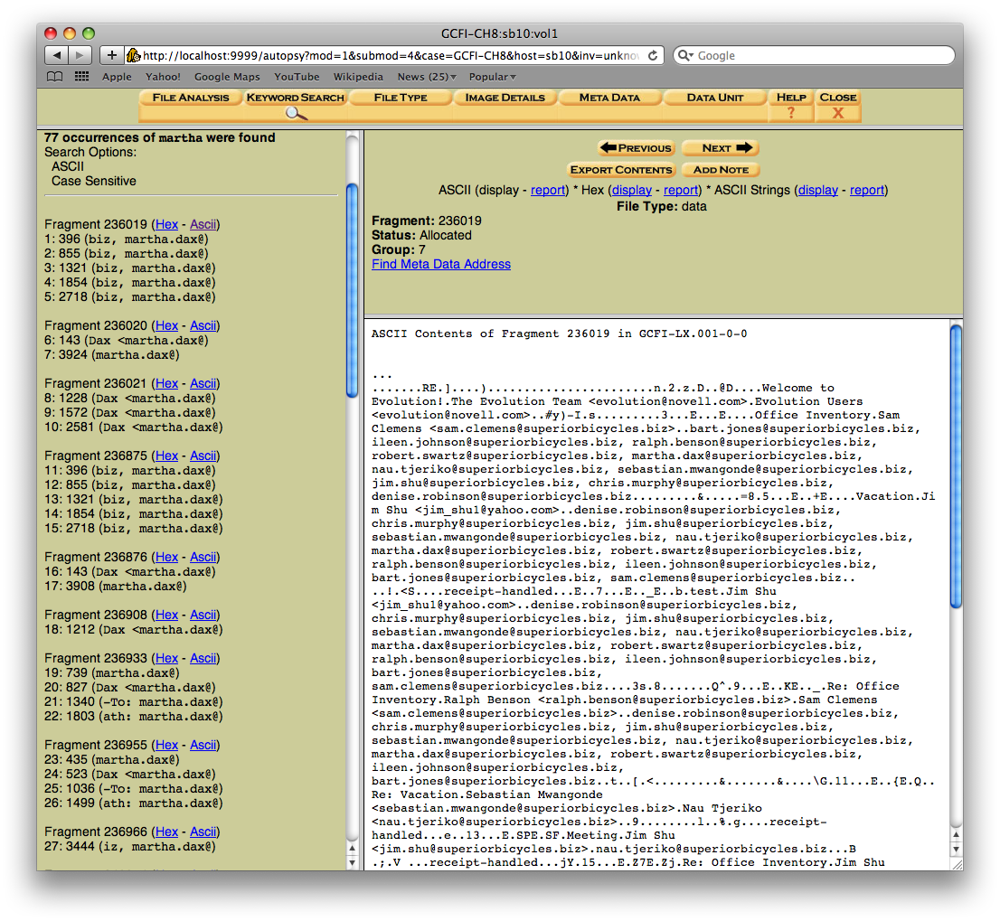 GCFI-CH8:sb10:vol1
http://localhost:9999/autopsy?mod=1&submod=4&case=GCFI-CH8&host=sb10&inv=unkno
Google
Apple Yahoo! Google Maps YouTube Wikipedia News (25) Popular
FILE ANALYSIS KEYWORD SEARCH FILE TYPE IMAGE DETAILS META DATA DATA UNIT HELP CLOSE
? X
77 occurrences of martha were found
Search Options:
ASCII
Case Sensitive
Fragment 236019 (Hex - Ascii)
1: 396 (biz, martha.dax@)
2: 855 (biz, martha.dax@)
3: 1321 (biz, martha.dax@)
4: 1854 (biz, martha.dax@)
5: 2718 (biz, martha.dax@)
Fragment 236020 (Hex - Ascii)
6: 143 (Dax <martha.dax@)
7: 3924 (martha.dax@)
Fragment 236021 (Hex - Ascii)
8: 1228 (Dax <martha.dax@)
9: 1572 (Dax <martha.dax@)
10: 2581 (Dax <martha.dax@)
Fragment 236875 (Hex - Ascii)
11: 396 (biz, martha.dax@)
12: 855 (biz, martha.dax@)
13: 1321 (biz, martha.dax@)
14: 1854 (biz, martha.dax@)
15: 2718 (biz, martha.dax@)
Fragment 236876 (Hex - Ascii)
16: 143 (Dax <martha.dax@)
17: 3908 (martha.dax@)
Fragment 236908 (Hex - Ascii)
18: 1212 (Dax <martha.dax@)
Fragment 236933 (Hex - Ascii)
19: 739 (martha.dax@)
20: 827 (Dax <martha.dax@)
21: 1340 (-To: martha.dax@)
22: 1803 (ath: martha.dax@)
Fragment 236955 (Hex - Ascii)
23: 435 (martha.dax@)
24: 523 (Dax <martha.dax@)
25: 1036 (-To: martha.dax@)
26: 1499 (ath: martha.dax@)
Fragment 236966 (Hex - Ascii)
27: 3444 (iz, martha.dax@)
PREVIOUS NEXT
EXPORT CONTENTS ADD NOTE
ASCII (display - report) * Hex (display - report) * ASCII Strings (display - report)
File Type: data
Fragment: 236019
Status: Allocated
Group: 7
Find Meta Data Address
ASCII Contents of Fragment 236019 in GCFI-LX.001-0-0
...
.......RE.]....).......................n.2.z.D..@D....Welcome to
Evolution!.The Evolution Team <evolution@novell.com>.Evolution Users
<evolution@novell.com>..#y)-I.s.........3...E...E....Office Inventory.Sam
Clemens <sam.clemens@superiorbicycles.biz>..bart.jones@superiorbicycles.biz,
ileen.johnson@superiorbicycles.biz, ralph.benson@superiorbicycles.biz,
robert.swartz@superiorbicycles.biz, martha.dax@superiorbicycles.biz,
nau.tjeriko@superiorbicycles.biz, sebastian.mwangonde@superiorbicycles.biz,
jim.shu@superiorbicycles.biz, chris.murphy@superiorbicycles.biz,
denise.robinson@superiorbicycles.biz.........&.....=8.5...E..+E....Vacation.Ji
m Shu <jim_shu1@yahoo.com>..denise.robinson@superiorbicycles.biz,
chris.murphy@superiorbicycles.biz, jim.shu@superiorbicycles.biz,
sebastian.mwangonde@superiorbicycles.biz, nau.tjeriko@superiorbicycles.biz,
martha.dax@superiorbicycles.biz, robert.swartz@superiorbicycles.biz,
ralph.benson@superiorbicycles.biz, ileen.johnson@superiorbicycles.biz,
bart.jones@superiorbicycles.biz, sam.clemens@superiorbicycles.biz..
..!.<S....receipt-handled...E..7...E.._E..b.test.Jim Shu
<jim_shu1@yahoo.com>..denise.robinson@superiorbicycles.biz,
chris.murphy@superiorbicycles.biz, jim.shu@superiorbicycles.biz,
sebastian.mwangonde@superiorbicycles.biz, nau.tjeriko@superiorbicycles.biz,
martha.dax@superiorbicycles.biz, robert.swartz@superiorbicycles.biz,
ralph.benson@superiorbicycles.biz, ileen.johnson@superiorbicycles.biz,
bart.jones@superiorbicycles.biz,
sam.clemens@superiorbicycles.biz....3s.8.......Q^.9...E..KE.._.Re: Office
Inventory.Ralph Benson <ralph.benson@superiorbicycles.biz>.Sam Clemens
<sam.clemens@superiorbicycles.biz>..denise.robinson@superiorbicycles.biz,
chris.murphy@superiorbicycles.biz, jim.shu@superiorbicycles.biz,
sebastian.mwangonde@superiorbicycles.biz, nau.tjeriko@superiorbicycles.biz,
martha.dax@superiorbicycles.biz, robert.swartz@superiorbicycles.biz,
ileen.johnson@superiorbicycles.biz,
bart.jones@superiorbicycles.biz..t..[.<.........&.......&....\G.11...E..{E.Q..
Re: Vacation.Sebastian Mwangonde
<sebastian.mwangonde@superiorbicycles.biz>.Nau Tjeriko
<nau.tjeriko@superiorbicycles.biz>..9........l..%.g....receipt-
handled...e..13...E.SPE.SF.Meeting.Jim Shu
<jim.shu@superiorbicycles.biz>.nau.tjeriko@superiorbicycles.biz...B
.;.V ...receipt-handled...jY.15...E.Z7E.Zj.Re: Office Inventory.Jim Shu